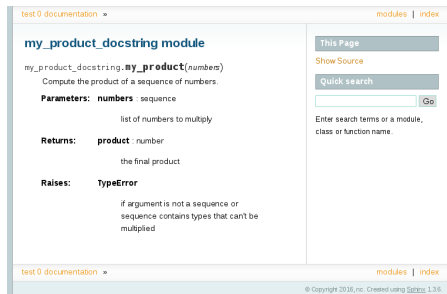 test 0 documentation »
modules | index
my_product_docstring module
my_product_docstring.my_product(numbers)
Compute the product of a sequence of numbers.
Parameters: numbers : sequence
list of numbers to multiply
Returns: product : number
the final product
Raises: TypeError
if argument is not a sequence or
sequence contains types that can't be
multiplied
This Page
Show Source
Quick search
Go
Enter search terms or a module,
class or function name.
test 0 documentation »
modules | index
© Copyright 2016, nc. Created using Sphinx 1.3.6.